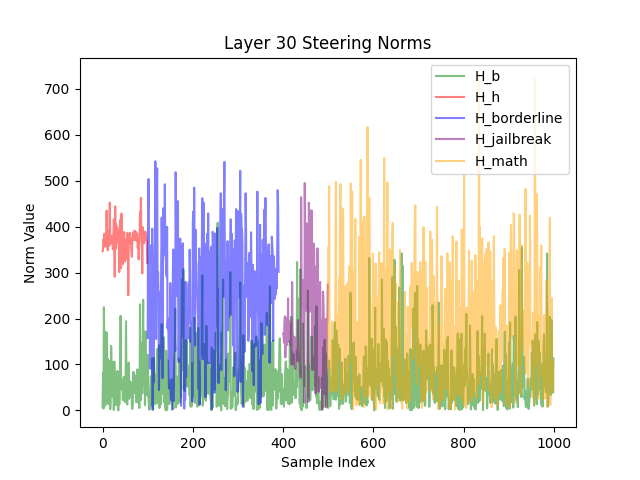 Layer 30 Steering Norms
Norm Value
700
600
500
400
300
200
100
0
0
200
400
600
800
1000
Sample Index
H_b
H_h
H_borderline
H_jailbreak
H_math